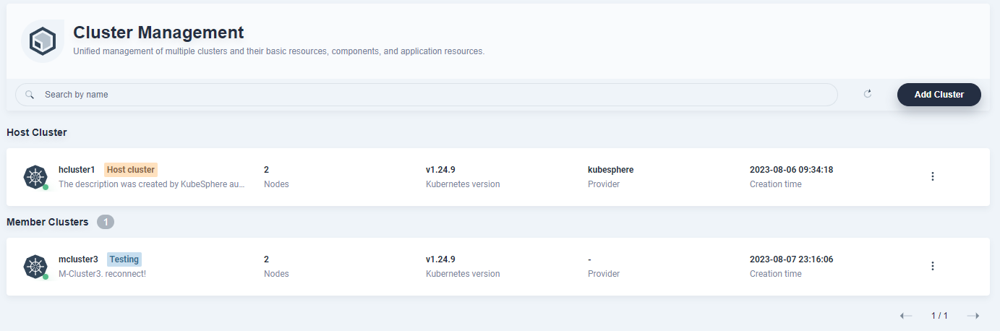 Cluster Management
Unified management of multiple clusters and their basic resources, components, and application resources.
Search by name
Add Cluster
Host Cluster
hcluster1 Host cluster 2 v1.24.9 kubesphere 2023-08-06 09:34:18
The description was created by KubeSphere au... Nodes Kubernetes version Provider Creation time
Member Clusters 1
mcluster3 Testing 2 v1.24.9 - 2023-08-07 23:16:06
M-Cluster3. reconnect! Nodes Kubernetes version Provider Creation time
1 / 1